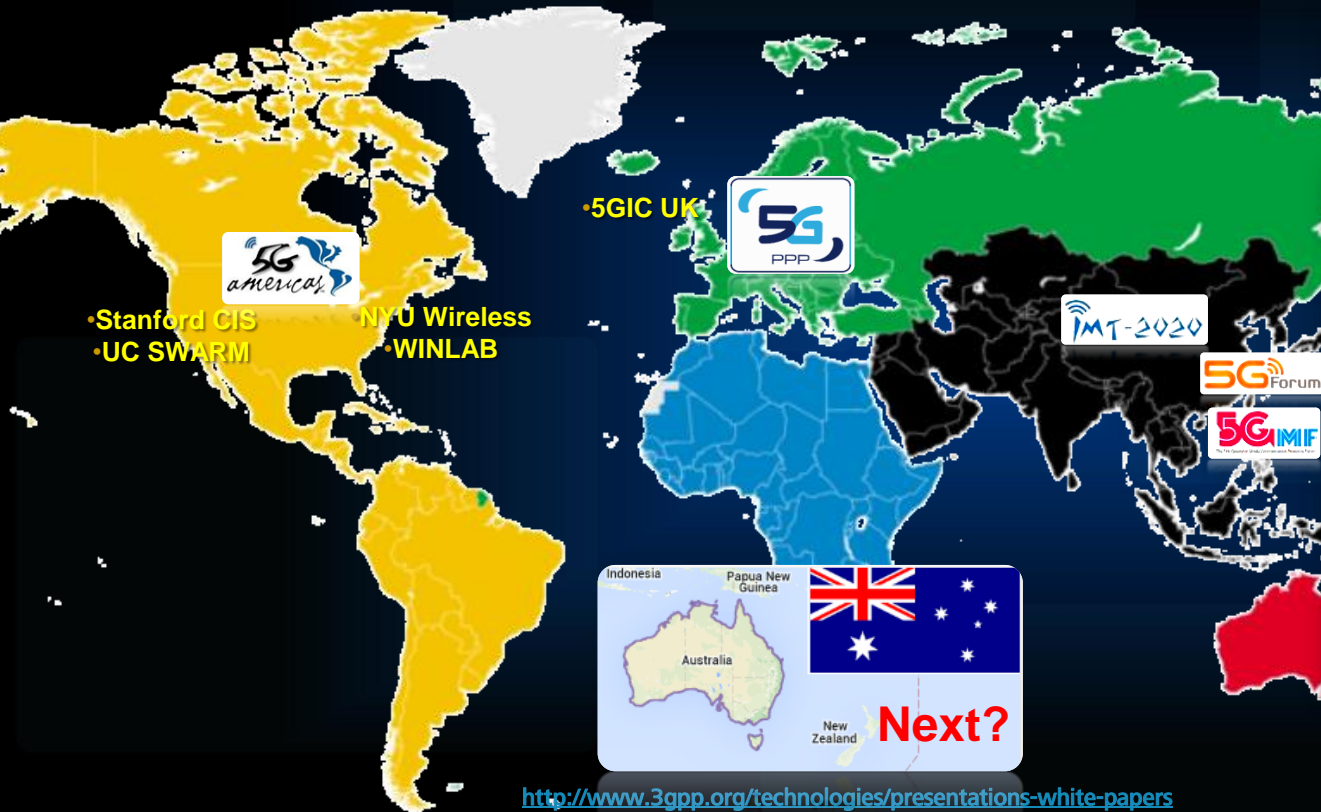 •5GIC UK
5G
PPP
5G
americas
•Stanford CIS
•UC SWARM
•NYU Wireless
•WINLAB
IMT-2020
5G Forum
5G MF
Indonesia
Papua New
Guinea
Australia
New
Zealand
Next?
http://www.3gpp.org/technologies/presentations-white-papers